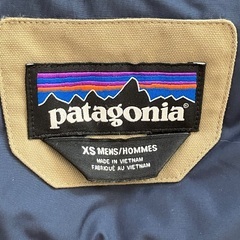 patagonia
XS MENS/HOMMES
MADE IN VIETNAM
FABRIQUÉ AU VIETNAM